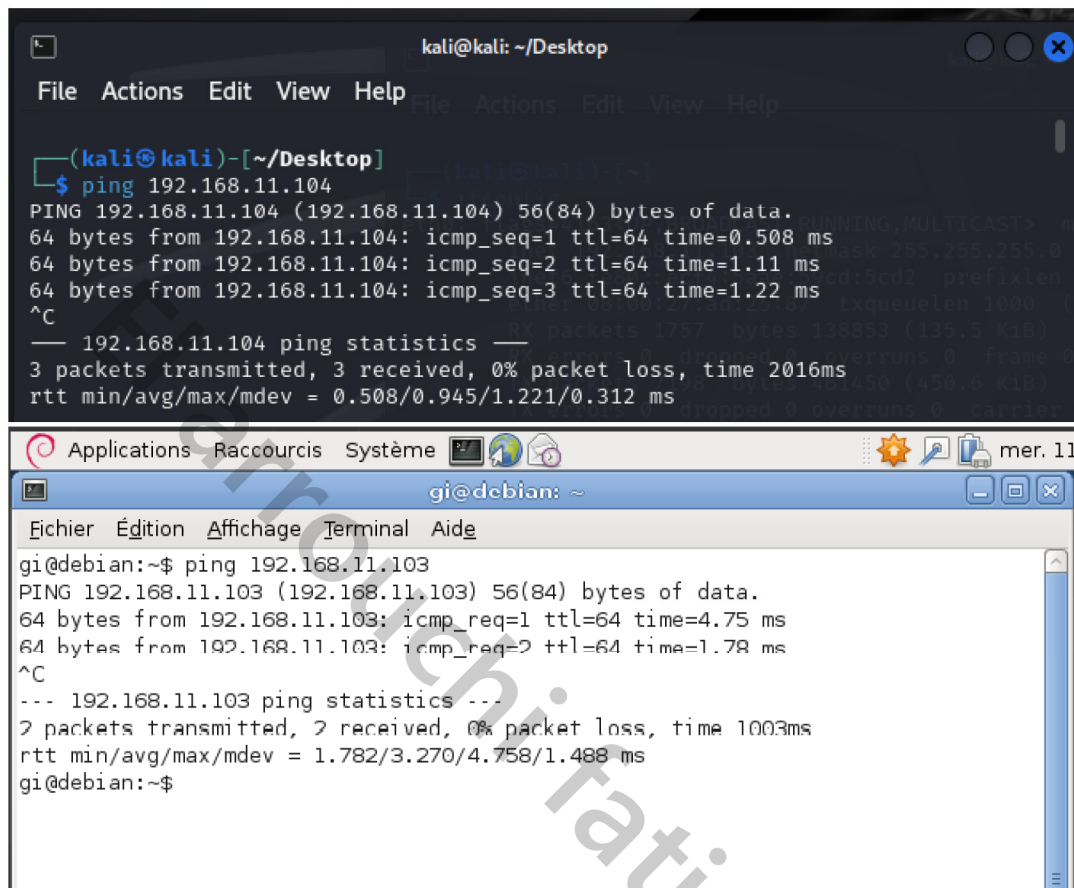 kali@kali: ~/Desktop
File Actions Edit View Help
(kali㉿kali)-[~/Desktop]
$ ping 192.168.11.104
PING 192.168.11.104 (192.168.11.104) 56(84) bytes of data.
64 bytes from 192.168.11.104: icmp_seq=1 ttl=64 time=0.508 ms
64 bytes from 192.168.11.104: icmp_seq=2 ttl=64 time=1.11 ms
64 bytes from 192.168.11.104: icmp_seq=3 ttl=64 time=1.22 ms
^C
— 192.168.11.104 ping statistics —
3 packets transmitted, 3 received, 0% packet loss, time 2016ms
rtt min/avg/max/mdev = 0.508/0.945/1.221/0.312 ms
Applications Raccourcis Système mer. 11
gi@debian: ~
Fichier Édition Affichage Terminal Aide
gi@debian:~$ ping 192.168.11.103
PING 192.168.11.103 (192.168.11.103) 56(84) bytes of data.
64 bytes from 192.168.11.103: icmp_req=1 ttl=64 time=4.75 ms
64 bytes from 192.168.11.103: icmp_req=2 ttl=64 time=1.78 ms
^C
--- 192.168.11.103 ping statistics ---
2 packets transmitted, 2 received, 0% packet loss, time 1003ms
rtt min/avg/max/mdev = 1.782/3.270/4.758/1.488 ms
gi@debian:~$